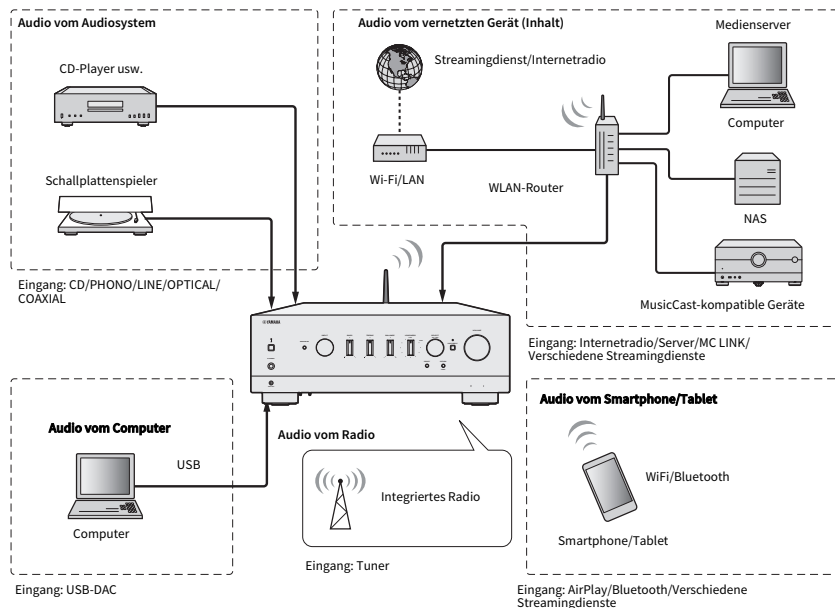 Audio vom Audiosystem
CD-Player usw.
Schallplattenspieler
Eingang: CD/PHONO/LINE/OPTICAL/
COAXIAL
Audio vom vernetzten Gerät (Inhalt)
Streamingdienst/Internetradio
Medienserver
Computer
Wi-Fi/LAN
WLAN-Router
NAS
MusicCast-kompatible Geräte
Eingang: Internetradio/Server/MC LINK/
Verschiedene Streamingdienste
YAMAHA
Audio vom Computer
USB
Computer
Eingang: USB-DAC
Audio vom Radio
Integriertes Radio
Eingang: Tuner
Audio vom Smartphone/Tablet
WiFi/Bluetooth
Smartphone/Tablet
Eingang: AirPlay/Bluetooth/Verschiedene
Streamingdienste